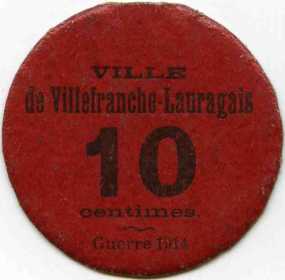 VILLE
de Villefranche-Lauragais
10
centimes.
Guerre 1914